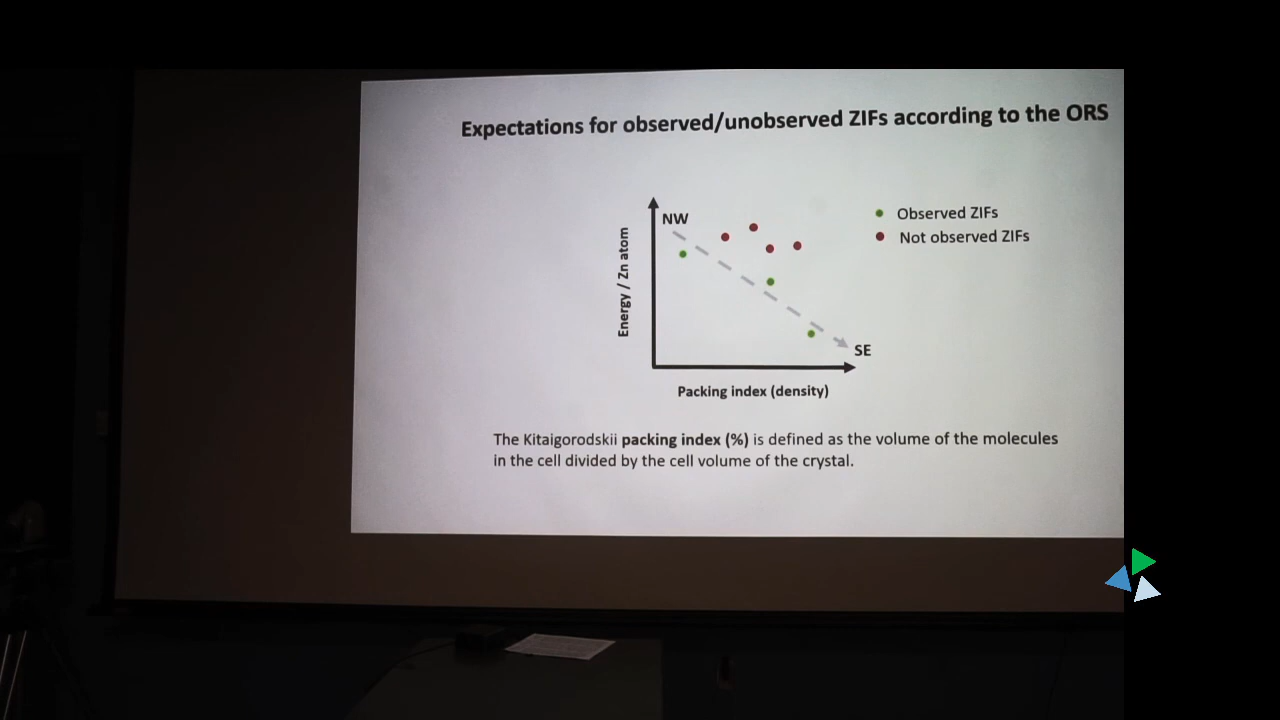 Expectations for observed/unobserved ZIFs according to the ORS
NW
Observed ZIFs
Not observed ZIFs
Energy / Zn atom
SE
Packing index (density)
The Kitaigorodskii packing index (%) is defined as the volume of the molecules
in the cell divided by the cell volume of the crystal.